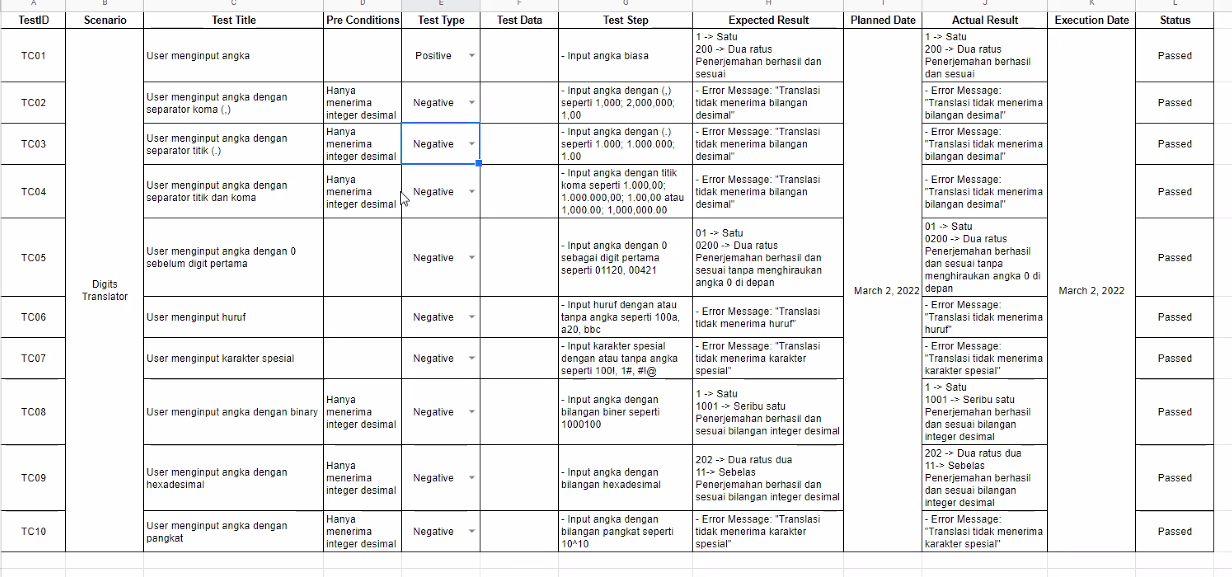 A B C D E F G H I J K L
TestID Scenario Test Title Pre Conditions Test Type Test Data Test Step Expected Result Planned Date Actual Result Execution Date Status
TC01
User menginput angka
Positive
- Input angka biasa
1 -> Satu
200 -> Dua ratus
Penerjemahan berhasil dan
sesuai
1 -> Satu
200 -> Dua ratus
Penerjemahan berhasil
dan sesuai
Passed
TC02
User menginput angka dengan
separator koma (,)
Hanya
menerima
integer desimal
Negative
- Input angka dengan (,)
seperti 1,000; 2,000,000;
1,00
- Error Message: "Translasi
tidak menerima bilangan
desimal"
- Error Message:
"Translasi tidak menerima
bilangan desimal"
Passed
TC03
User menginput angka dengan
separator titik (.)
Hanya
menerima
integer desimal
Negative
- Input angka dengan (.)
seperti 1.000; 1.000.000;
1.00
- Error Message: "Translasi
tidak menerima bilangan
desimal"
- Error Message:
"Translasi tidak menerima
bilangan desimal"
Passed
TC04
User menginput angka dengan
separator titik dan koma
Hanya
menerima
integer desimal
Negative
- Input angka dengan titik
koma seperti 1.000,00;
1.000.000,00; 1.00,00 atau
1,000.00; 1,000,000.00
- Error Message: "Translasi
tidak menerima bilangan
desimal"
- Error Message:
"Translasi tidak menerima
bilangan desimal"
Passed
TC05
User menginput angka dengan 0
sebelum digit pertama
Negative
- Input angka dengan 0
sebagai digit pertama
seperti 01120, 00421
01 -> Satu
0200 -> Dua ratus
Penerjemahan berhasil dan
sesuai tanpa menghiraukan
angka 0 di depan
01 -> Satu
0200 -> Dua ratus
Penerjemahan berhasil
dan sesuai tanpa
menghiraukan angka 0 di
depan
Passed
Digits
Translator
March 2, 2022
March 2, 2022
TC06
User menginput huruf
Negative
- Input huruf dengan atau
tanpa angka seperti 100a,
a20, bbc
- Error Message: "Translasi
tidak menerima huruf"
- Error Message:
"Translasi tidak menerima
huruf"
Passed
TC07
User menginput karakter spesial
Negative
- Input karakter spesial
dengan atau tanpa angka
seperti 100!, 1#, #!@
- Error Message: "Translasi
tidak menerima karakter
spesial"
- Error Message:
"Translasi tidak menerima
karakter spesial"
Passed
TC08
User menginput angka dengan binary
Hanya
menerima
integer desimal
Negative
- Input angka dengan
bilangan biner seperti
1000100
1 -> Satu
1001 -> Seribu satu
Penerjemahan berhasil dan
sesuai bilangan integer desimal
1 -> Satu
1001 -> Seribu satu
Penerjemahan berhasil
dan sesuai bilangan
integer desimal
Passed
TC09
User menginput angka dengan
hexadesimal
Hanya
menerima
integer desimal
Negative
- Input angka dengan
bilangan hexadesimal
202 -> Dua ratus dua
11-> Sebelas
Penerjemahan berhasil dan
sesuai bilangan integer desimal
202 -> Dua ratus dua
11-> Sebelas
Penerjemahan berhasil
dan sesuai bilangan
integer desimal
Passed
TC10
User menginput angka dengan
pangkat
Hanya
menerima
integer desimal
Negative
- Input angka dengan
bilangan pangkat seperti
10^10
- Error Message: "Translasi
tidak menerima karakter
spesial"
- Error Message:
"Translasi tidak menerima
karakter spesial"
Passed